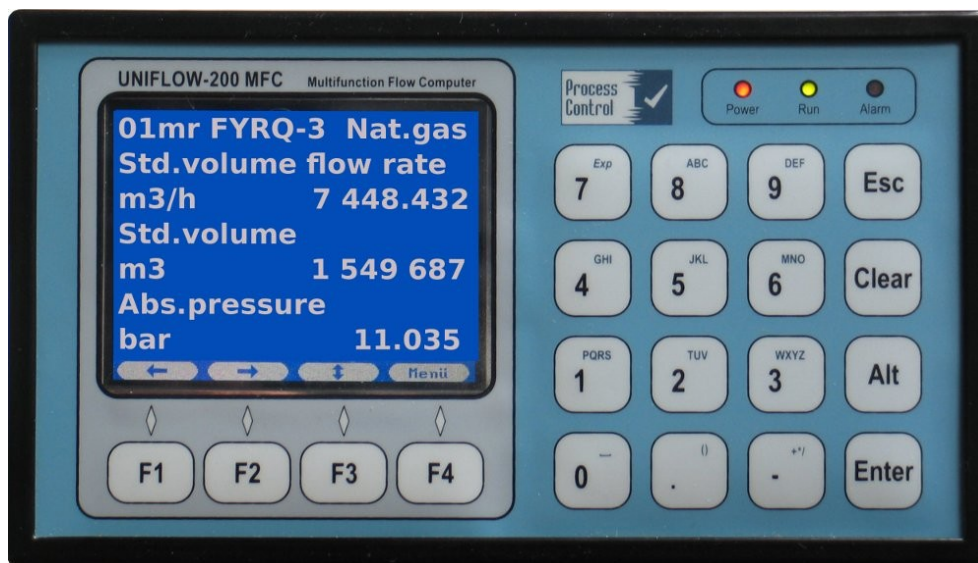 UNIFLOW-200 MFC Multifunction Flow Computer
01mr FYRQ-3 Nat.gas
Std.volume flow rate
m3/h 7 448.432
Std.volume
m3 1 549 687
Abs.pressure
bar 11.035
← → ↕ Menü
F1 F2 F3 F4
Process
Control
Power Run Alarm
Exp ABC DEF
7 8 9 Esc
GHI JKL MNO
4 5 6 Clear
PQRS TUV WXYZ
1 2 3 Alt
() +*/
0 . - Enter